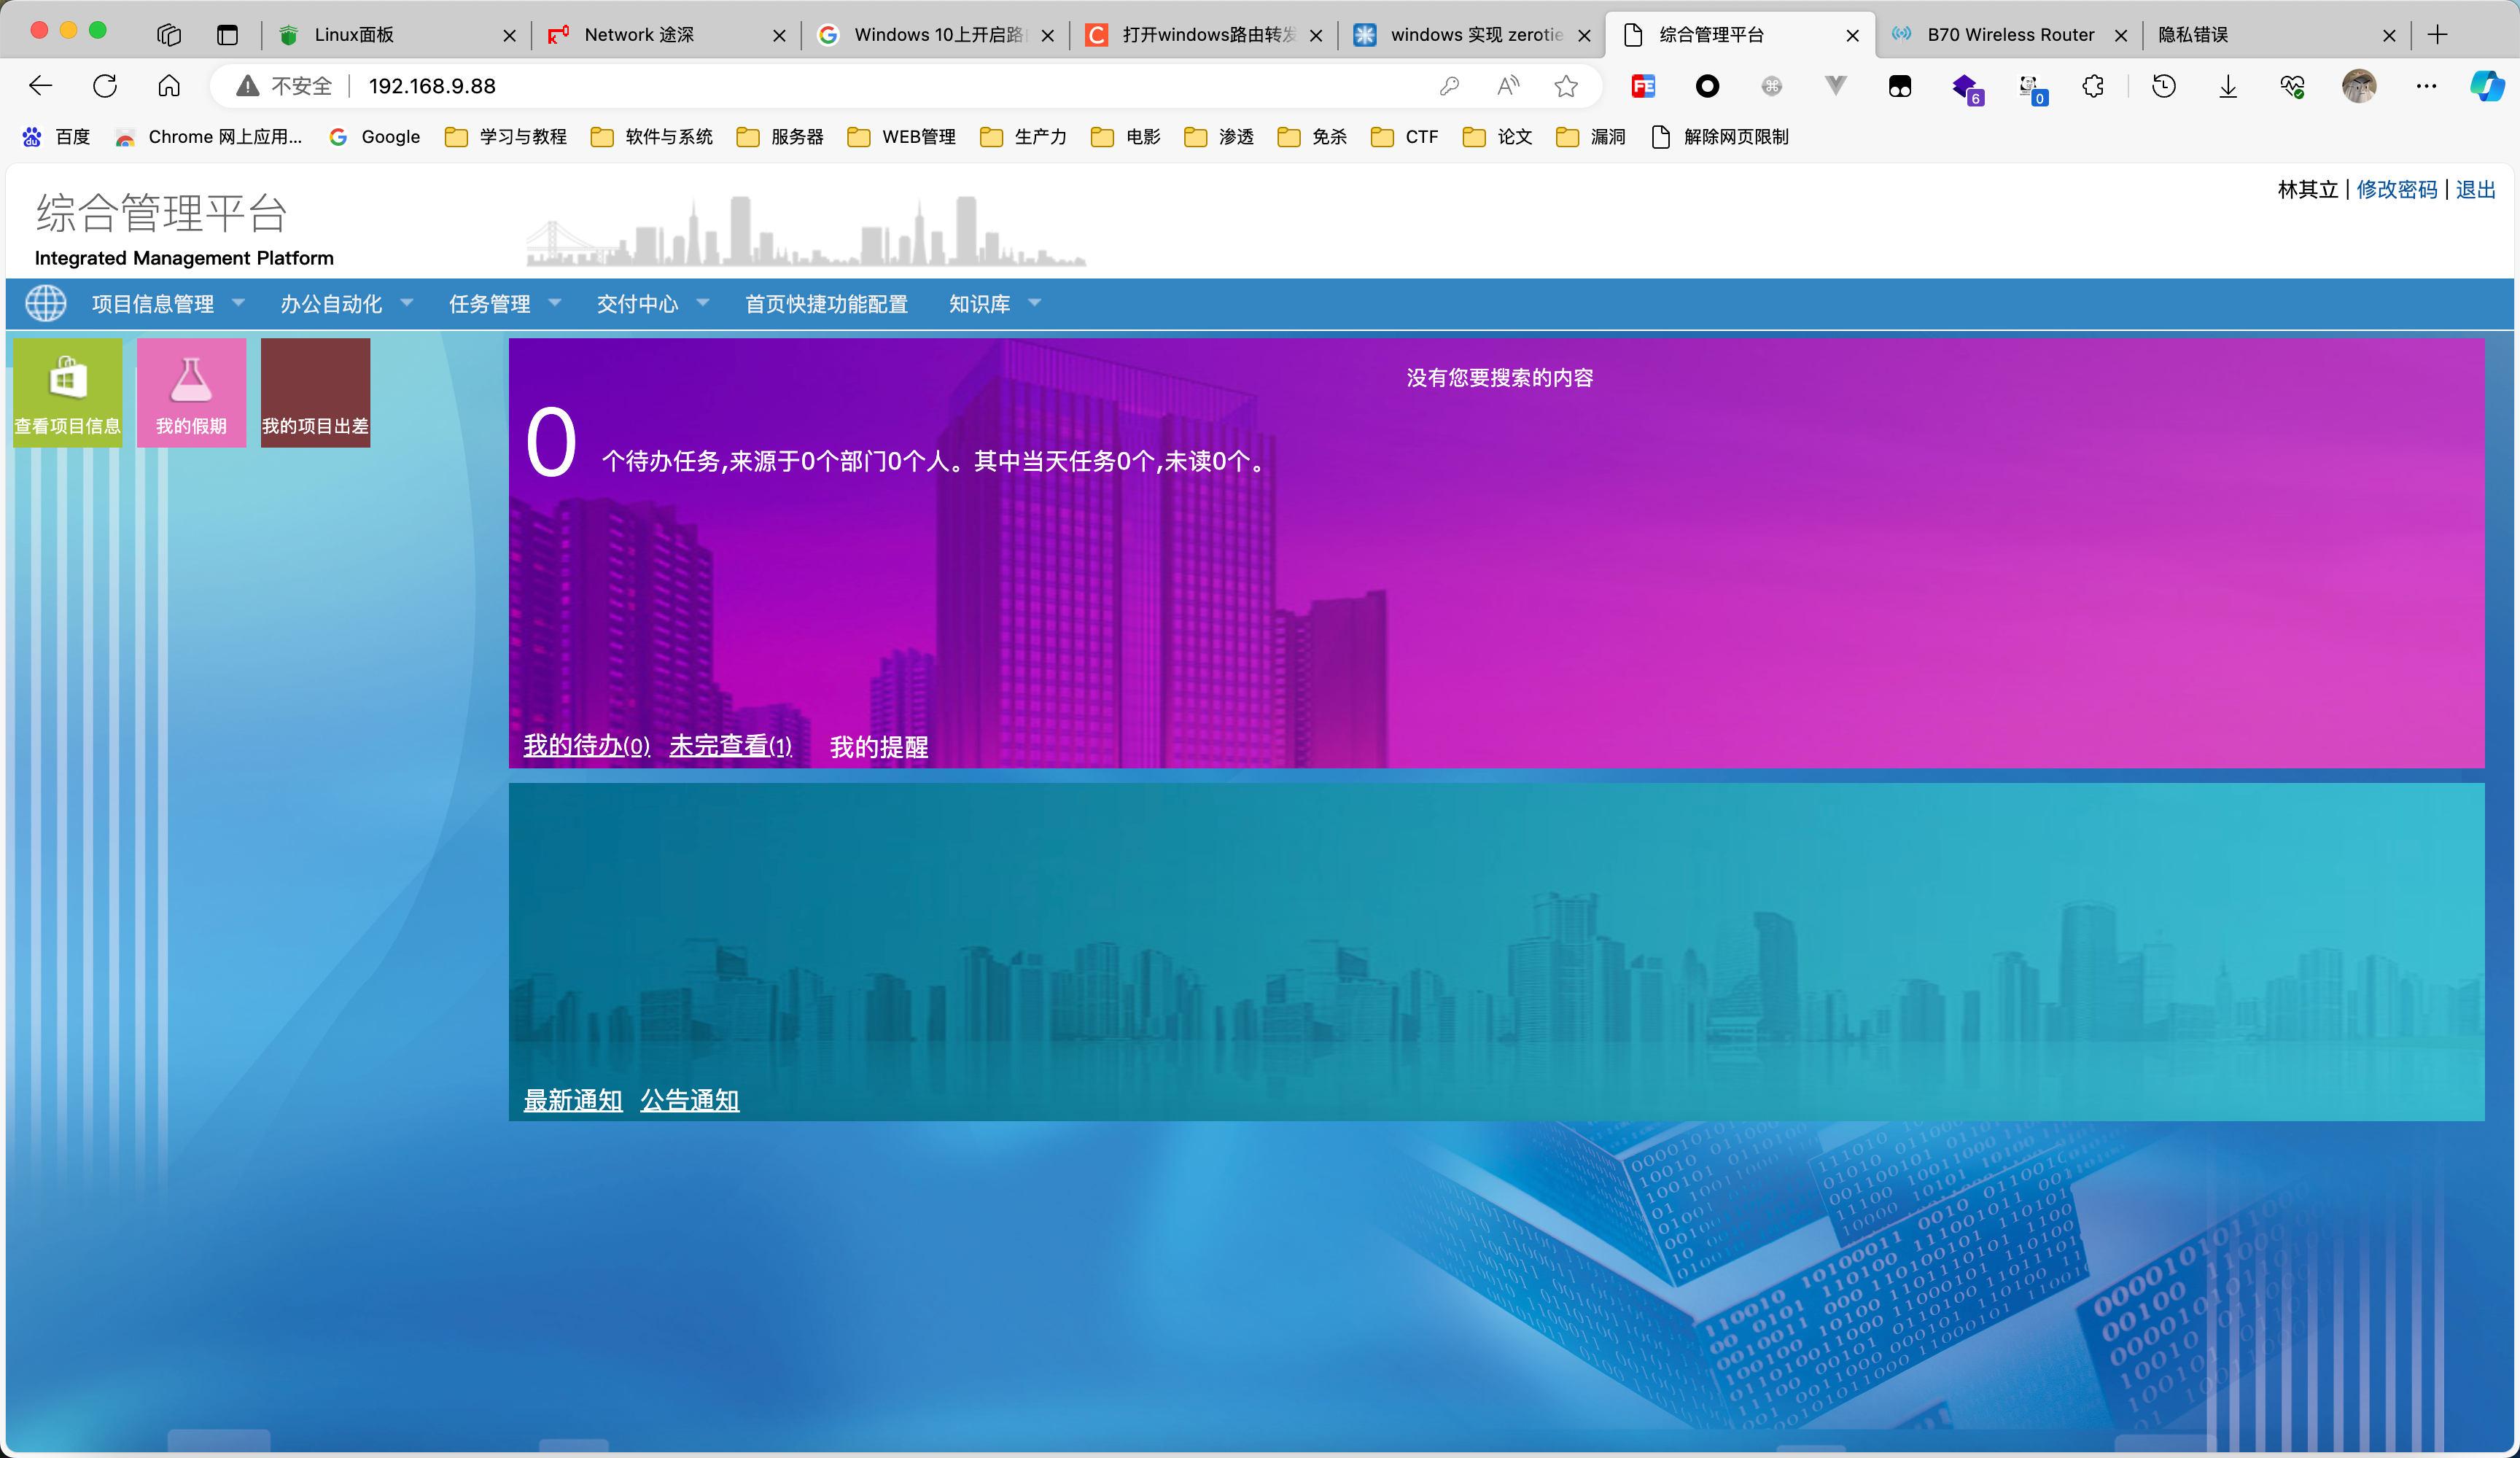 Linux面板
Network 途深
Windows 10上开启路
打开windows路由转发
windows 实现 zerotie
综合管理平台
B70 Wireless Router
隐私错误
不安全
192.168.9.88
6
0
百度
Chrome 网上应用...
Google
学习与教程
软件与系统
服务器
WEB管理
生产力
电影
渗透
免杀
CTF
论文
漏洞
解除网页限制
综合管理平台
Integrated Management Platform
林其立 | 修改密码 | 退出
项目信息管理
办公自动化
任务管理
交付中心
首页快捷功能配置
知识库
查看项目信息
我的假期
我的项目出差
没有您要搜索的内容
0 个待办任务,来源于0个部门0个人。其中当天任务0个,未读0个。
我的待办(0) 未完查看(1) 我的提醒
最新通知 公告通知